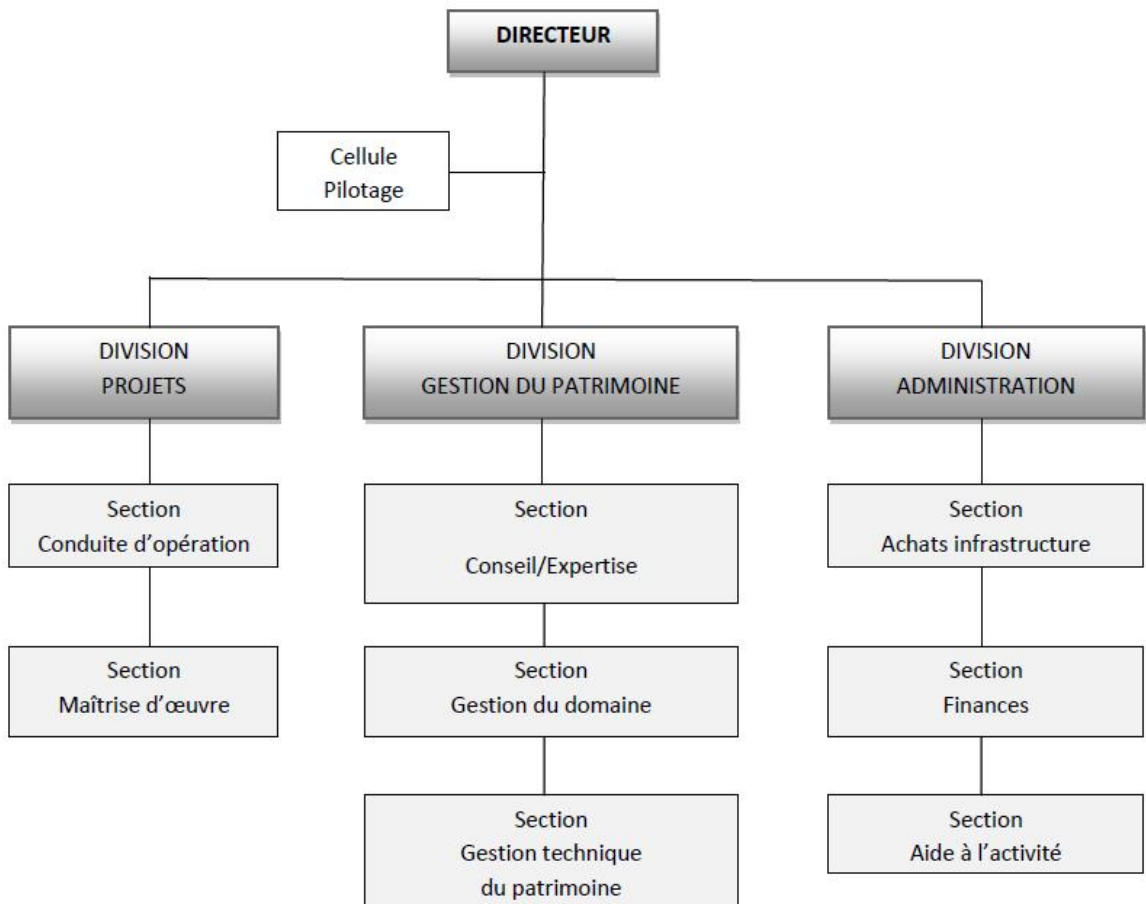 DIRECTEUR
Cellule
Pilotage
DIVISION
PROJETS
DIVISION
GESTION DU PATRIMOINE
DIVISION
ADMINISTRATION
Section
Conduite d’opération
Section
Conseil/Expertise
Section
Achats infrastructure
Section
Maîtrise d’œuvre
Section
Gestion du domaine
Section
Finances
Section
Gestion technique
du patrimoine
Section
Aide à l’activité